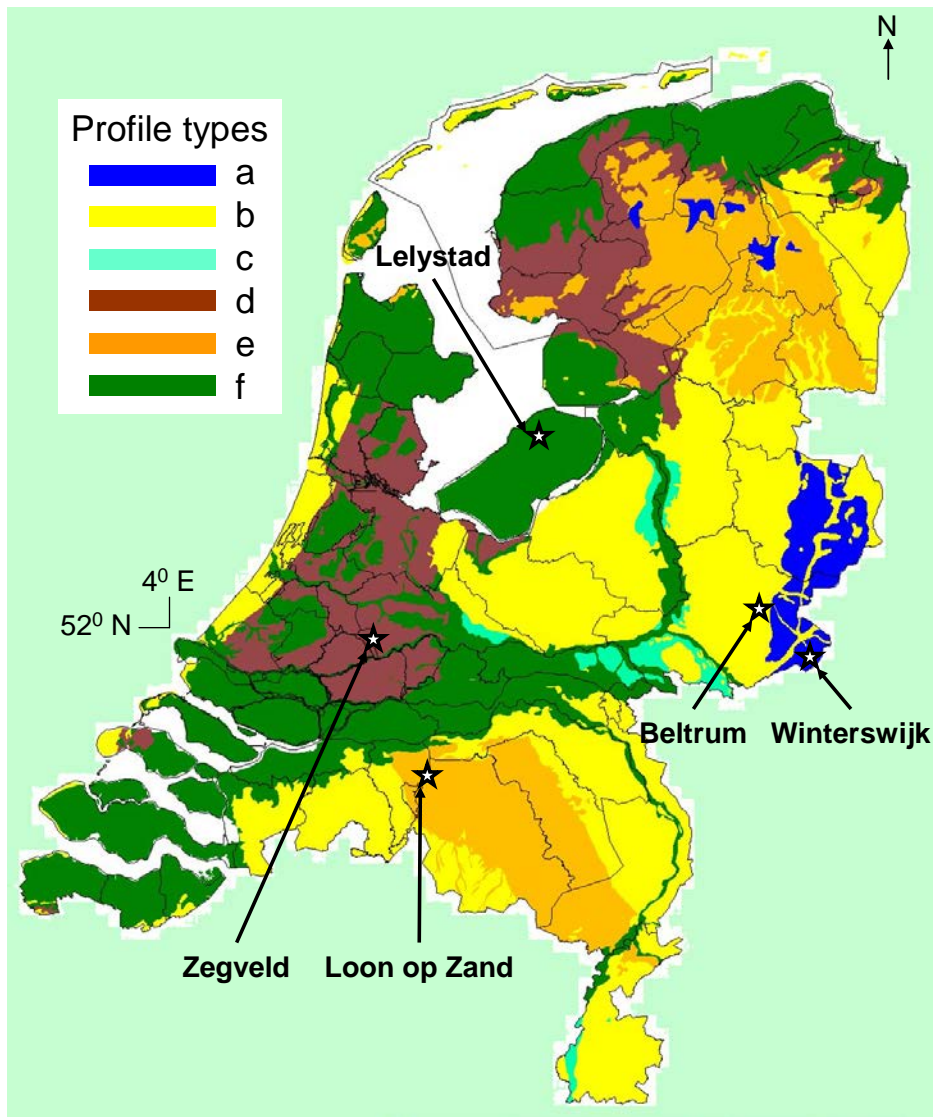 N
Profile types
a
b
c
d
e
f
Lelystad
4⁰ E
52⁰ N
Beltrum Winterswijk
Zegveld Loon op Zand